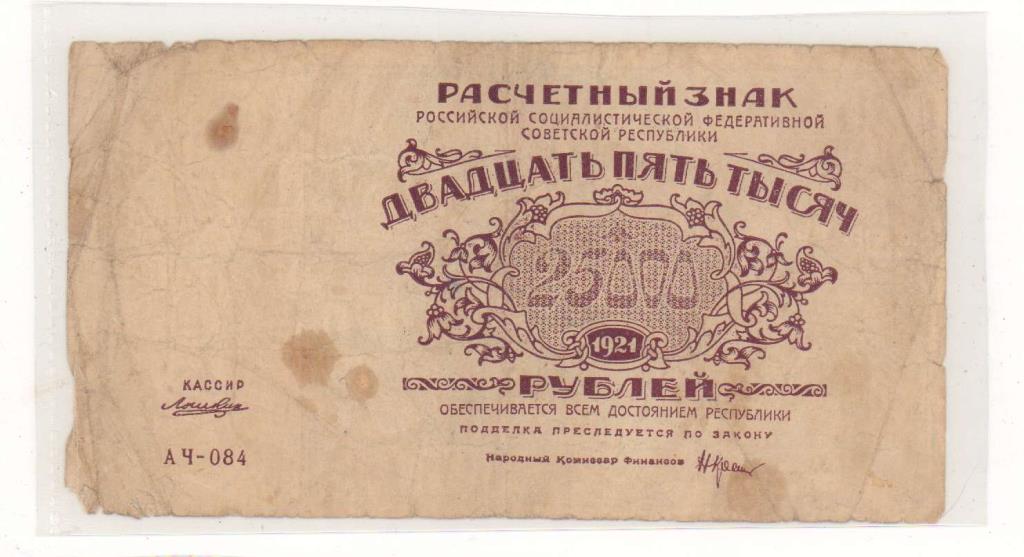 РАСЧЕТНЫЙ ЗНАК
РОССИЙСКОЙ СОЦИАЛИСТИЧЕСКОЙ ФЕДЕРАТИВНОЙ
СОВЕТСКОЙ РЕСПУБЛИКИ
ДВАДЦАТЬ ПЯТЬ ТЫСЯЧ
25000
1921
РУБЛЕЙ
ОБЕСПЕЧИВАЕТСЯ ВСЕМ ДОСТОЯНИЕМ РЕСПУБЛИКИ
ПОДДЕЛКА ПРЕСЛЕДУЕТСЯ ПО ЗАКОНУ
Народный Комиссар Финансов
КАССИР
АЧ-084